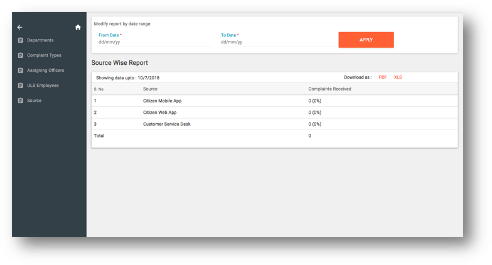 Modify report by date range
From Date *
To Date *
dd/mm/yy
dd/mm/yy
APPLY
Departments
Complaint Types
Assigning Officers
ULB Employees
Source
Source Wise Report
Showing data upto : 10/7/2018
Download as :
PDF
XLS
S. No
Source
Complaints Received
1
Citizen Mobile App
0 (0%)
2
Citizen Web App
0 (0%)
3
Customer Service Desk
0 (0%)
Total
0